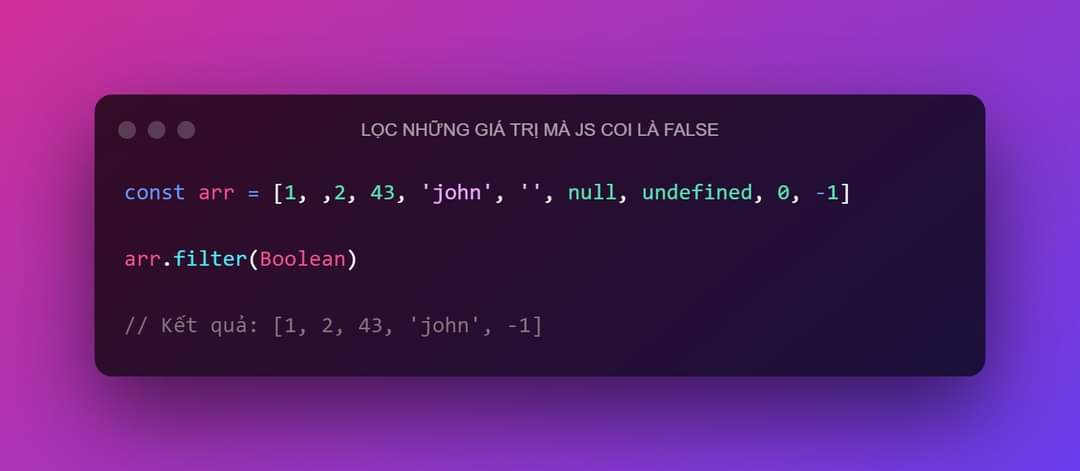 LỌC NHỮNG GIÁ TRỊ MÀ JS COI LÀ FALSE
const arr = [1, ,2, 43, 'john', '', null, undefined, 0, -1]
arr.filter(Boolean)
// Kết quả: [1, 2, 43, 'john', -1]